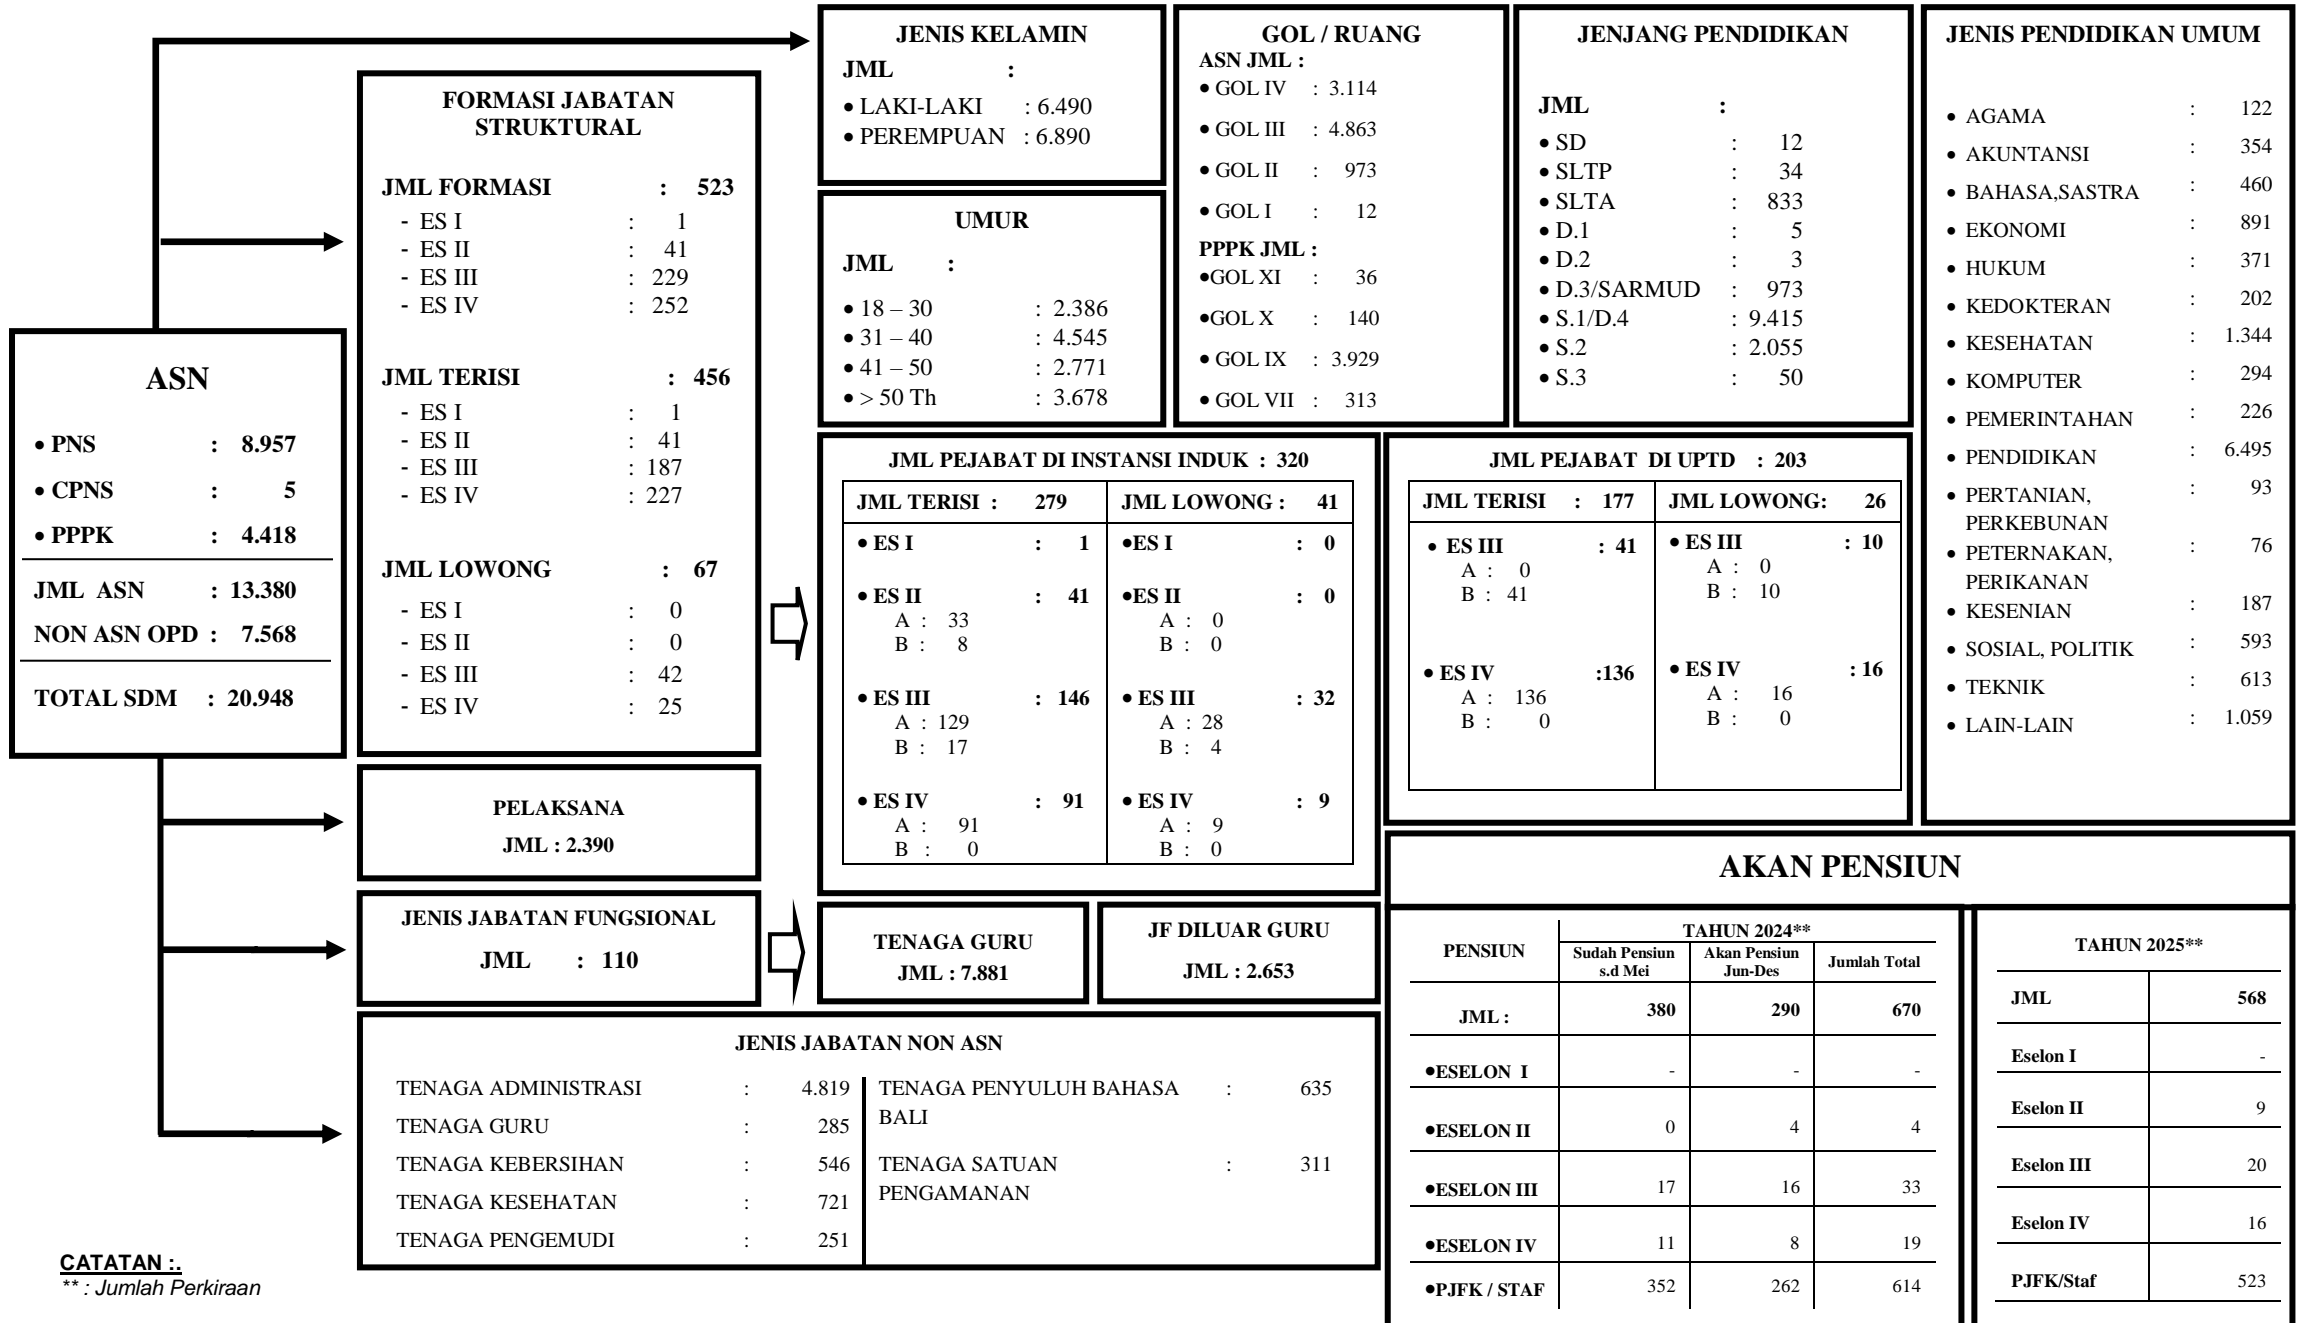 ASN
• PNS : 8.957
• CPNS : 5
• PPPK : 4.418
JML ASN : 13.380
NON ASN OPD : 7.568
TOTAL SDM : 20.948
FORMASI JABATAN
STRUKTURAL
JML FORMASI : 523
- ES I : 1
- ES II : 41
- ES III : 229
- ES IV : 252
JML TERISI : 456
- ES I : 1
- ES II : 41
- ES III : 187
- ES IV : 227
JML LOWONG : 67
- ES I : 0
- ES II : 0
- ES III : 42
- ES IV : 25
PELAKSANA
JML : 2.390
JENIS JABATAN FUNGSIONAL
JML : 110
JENIS KELAMIN
JML :
• LAKI-LAKI : 6.490
• PEREMPUAN : 6.890
UMUR
JML :
• 18 – 30 : 2.386
• 31 – 40 : 4.545
• 41 – 50 : 2.771
• > 50 Th : 3.678
GOL / RUANG
ASN JML :
• GOL IV : 3.114
• GOL III : 4.863
• GOL II : 973
• GOL I : 12
PPPK JML :
•GOL XI : 36
•GOL X : 140
• GOL IX : 3.929
• GOL VII : 313
JENJANG PENDIDIKAN
JML :
• SD : 12
• SLTP : 34
• SLTA : 833
• D.1 : 5
• D.2 : 3
• D.3/SARMUD : 973
• S.1/D.4 : 9.415
• S.2 : 2.055
• S.3 : 50
JENIS PENDIDIKAN UMUM
• AGAMA : 122
• AKUNTANSI : 354
• BAHASA,SASTRA : 460
• EKONOMI : 891
• HUKUM : 371
• KEDOKTERAN : 202
• KESEHATAN : 1.344
• KOMPUTER : 294
• PEMERINTAHAN : 226
• PENDIDIKAN : 6.495
• PERTANIAN, : 93
PERKEBUNAN
• PETERNAKAN, : 76
PERIKANAN
• KESENIAN : 187
• SOSIAL, POLITIK : 593
• TEKNIK : 613
• LAIN-LAIN : 1.059
JML PEJABAT DI INSTANSI INDUK : 320
JML TERISI : 279
• ES I : 1
• ES II : 41
A : 33
B : 8
• ES III : 146
A : 129
B : 17
• ES IV : 91
A : 91
B : 0
JML LOWONG : 41
•ES I : 0
•ES II : 0
A : 0
B : 0
• ES III : 32
A : 28
B : 4
• ES IV : 9
A : 9
B : 0
JML PEJABAT DI UPTD : 203
JML TERISI : 177
• ES III : 41
A : 0
B : 41
• ES IV :136
A : 136
B : 0
JML LOWONG: 26
• ES III : 10
A : 0
B : 10
• ES IV : 16
A : 16
B : 0
TENAGA GURU
JML : 7.881
JF DILUAR GURU
JML : 2.653
JENIS JABATAN NON ASN
TENAGA ADMINISTRASI : 4.819
TENAGA GURU : 285
TENAGA KEBERSIHAN : 546
TENAGA KESEHATAN : 721
TENAGA PENGEMUDI : 251
TENAGA PENYULUH BAHASA : 635
BALI
TENAGA SATUAN : 311
PENGAMANAN
AKAN PENSIUN
PENSIUN
TAHUN 2024**
Sudah Pensiun
s.d Mei
Akan Pensiun
Jun-Des
Jumlah Total
JML : 380 290 670
•ESELON I - - -
•ESELON II 0 4 4
•ESELON III 17 16 33
•ESELON IV 11 8 19
•PJFK / STAF 352 262 614
TAHUN 2025**
JML 568
Eselon I -
Eselon II 9
Eselon III 20
Eselon IV 16
PJFK/Staf 523
CATATAN :.
** : Jumlah Perkiraan